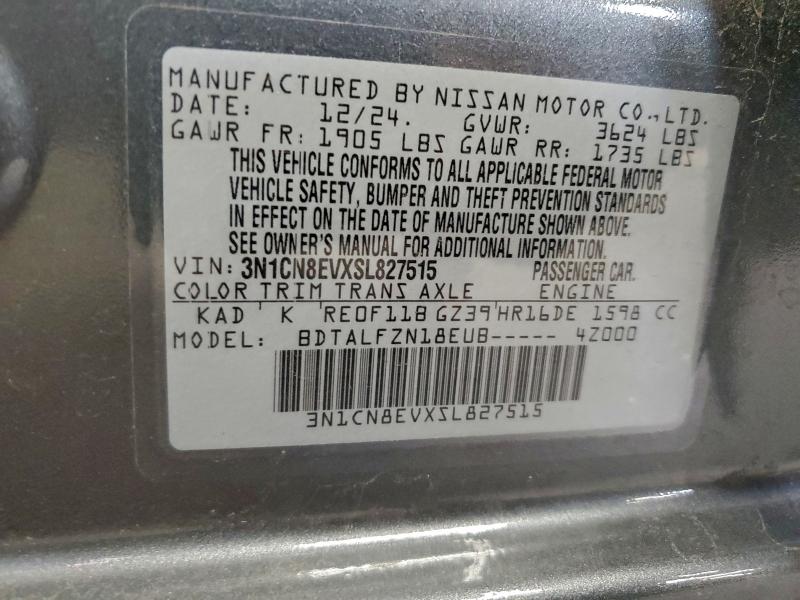 MANUFACTURED BY NISSAN MOTOR CO., LTD.
DATE: 12/24. GVWR: 3624 LBS
GAWR FR: 1905 LBS GAWR RR: 1735 LBS
THIS VEHICLE CONFORMS TO ALL APPLICABLE FEDERAL MOTOR
VEHICLE SAFETY, BUMPER AND THEFT PREVENTION STANDARDS
IN EFFECT ON THE DATE OF MANUFACTURE SHOWN ABOVE.
SEE OWNER'S MANUAL FOR ADDITIONAL INFORMATION.
VIN: 3N1CN8EVXSL827515 PASSENGER CAR.
COLOR TRIM TRANS AXLE ENGINE
KAD K RE0F11B GZ39 HR16DE 1598 CC
MODEL: BDTALFZN18EUB----- 4Z000
3N1CN8EVXSL827515